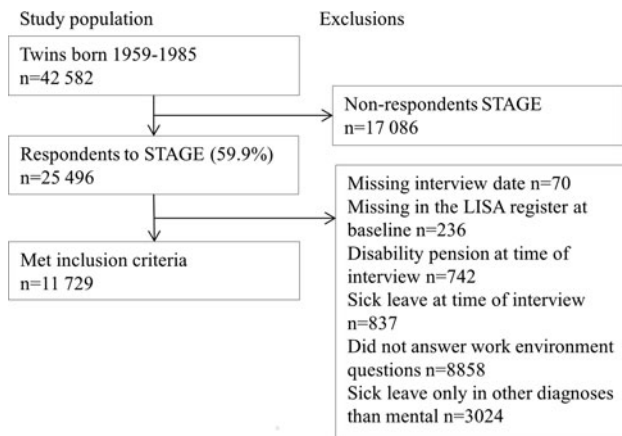 Study population
Exclusions
Twins born 1959-1985
n=42 582
Non-respondents STAGE
n=17 086
Respondents to STAGE (59.9%)
n=25 496
Missing interview date n=70
Missing in the LISA register at
baseline n=236
Disability pension at time of
interview n=742
Sick leave at time of interview
n=837
Did not answer work environment
questions n=8858
Sick leave only in other diagnoses
than mental n=3024
Met inclusion criteria
n=11 729